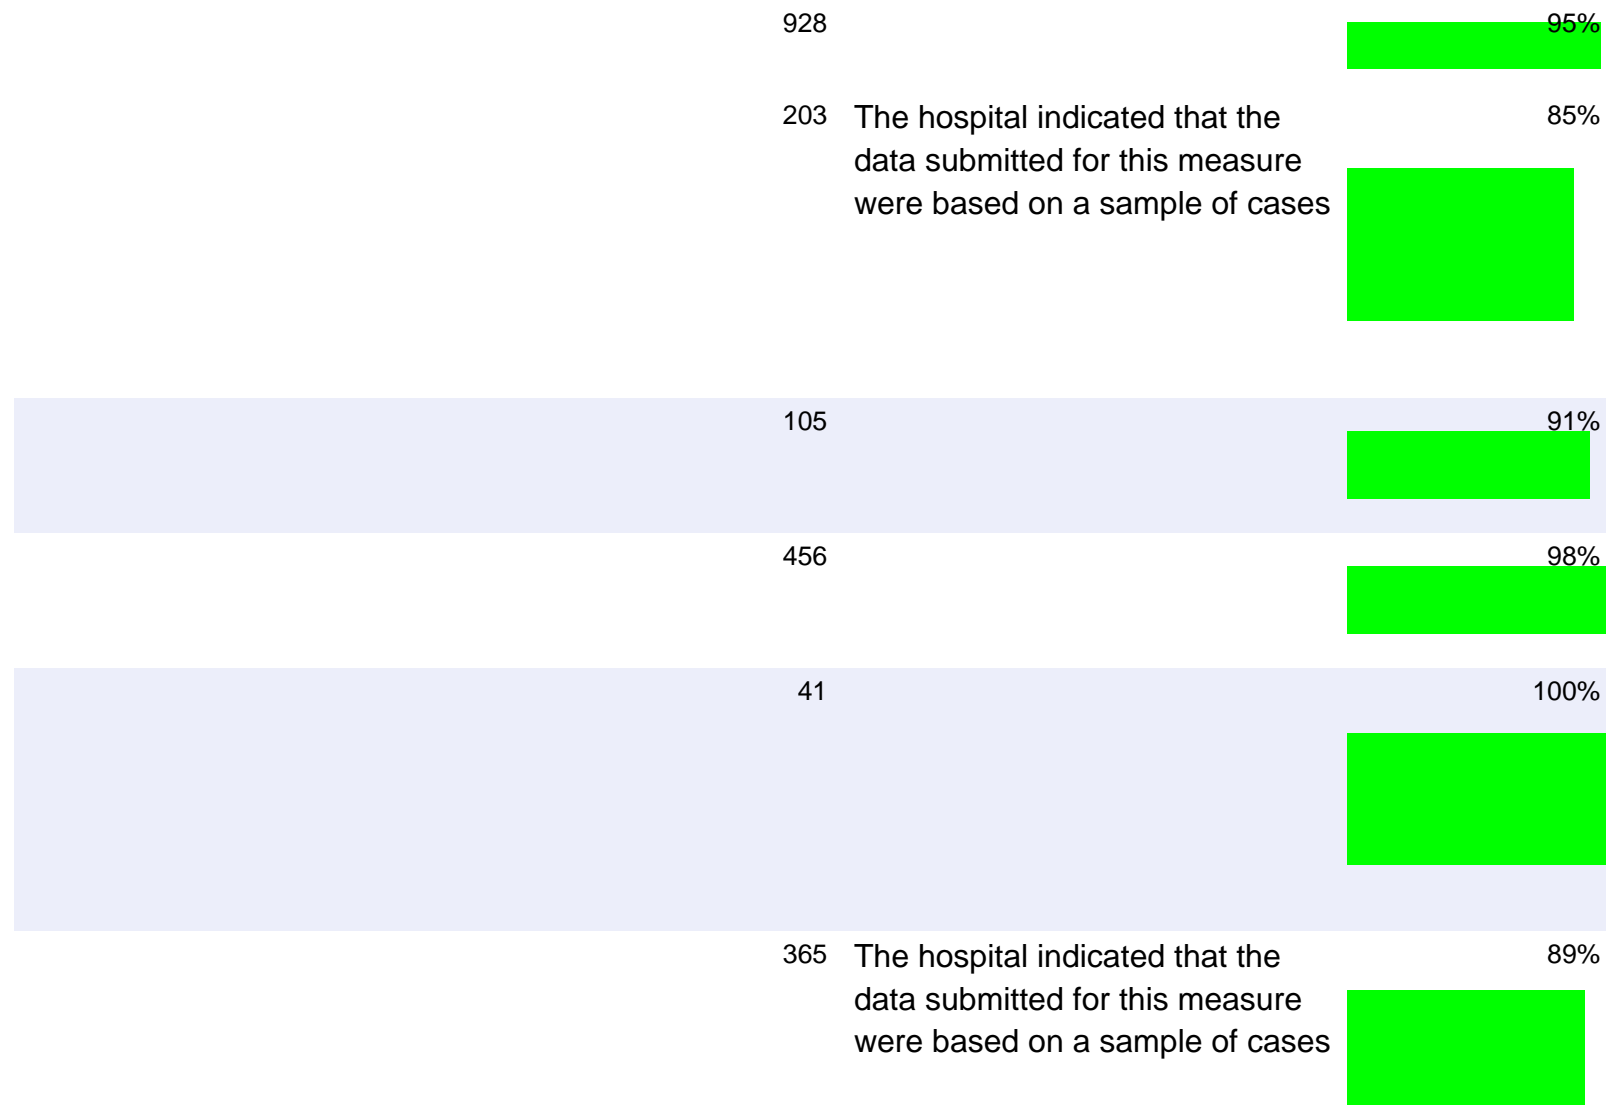 928 95%
203 The hospital indicated that the 85%
data submitted for this measure
were based on a sample of cases
105 91%
456 98%
41 100%
365 The hospital indicated that the 89%
data submitted for this measure
were based on a sample of cases